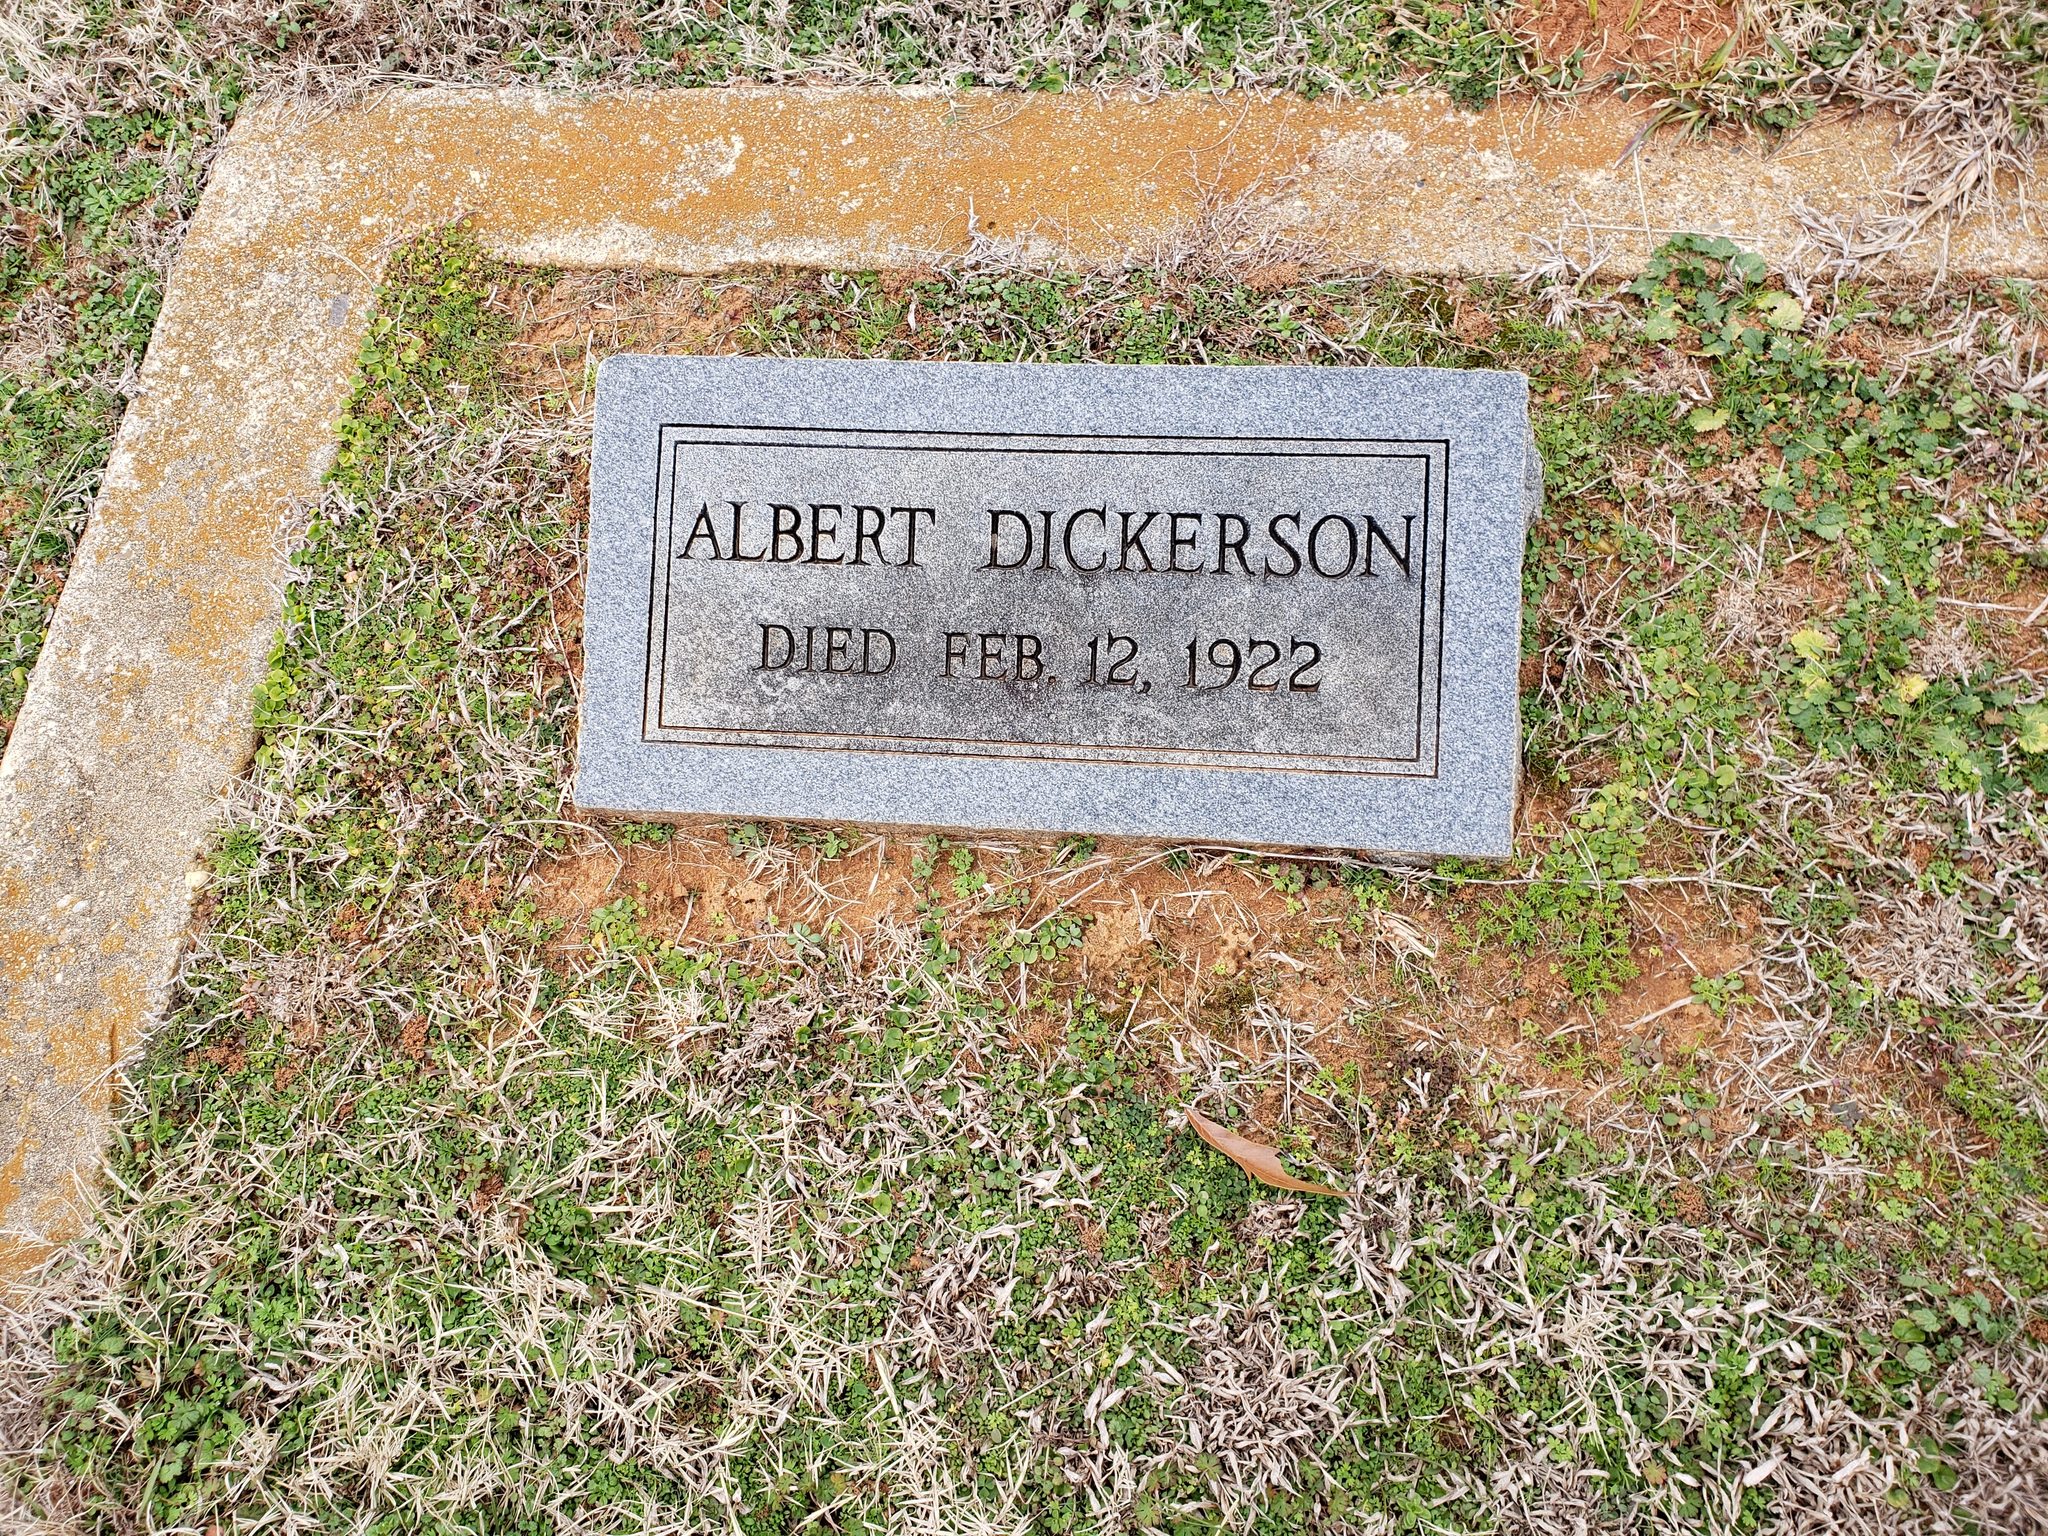 ALBERT DICKERSON
DIED FEB. 12, 1922